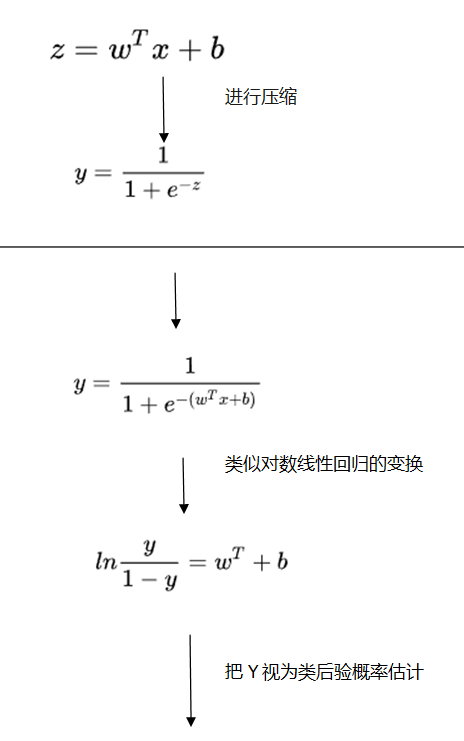 z = w^T x + b
进行压缩
y = \frac{1}{1 + e^{-z}}
y = \frac{1}{1 + e^{-(w^T x+b)}}
类似对数线性回归的变换
ln \frac{y}{1 - y} = w^T + b
把 Y 视为类后验概率估计